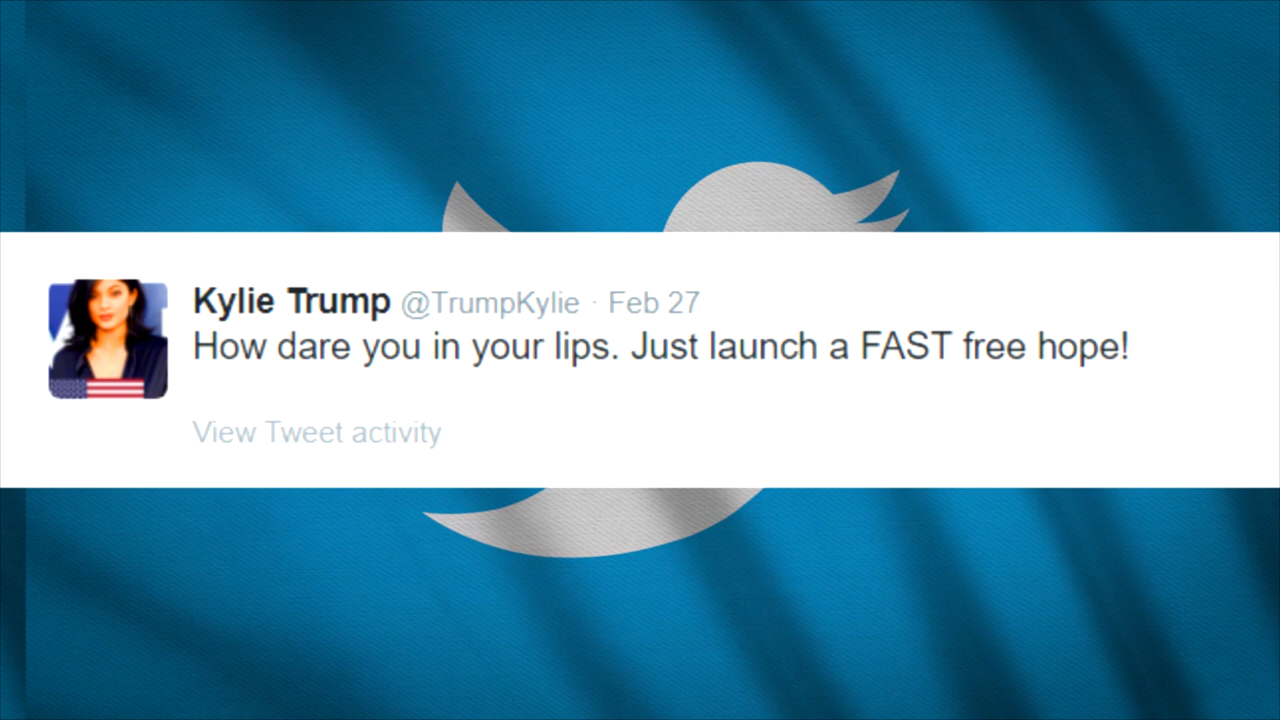 Kylie Trump @TrumpKylie · Feb 27
How dare you in your lips. Just launch a FAST free hope!
View Tweet activity